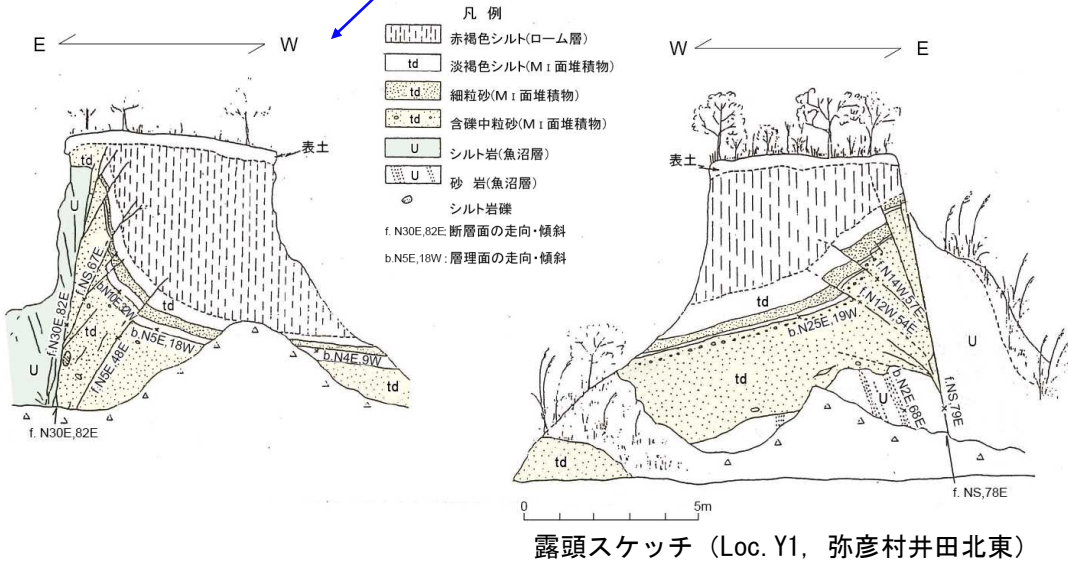 凡 例
赤褐色シルト(ローム層)
td 淡褐色シルト(MⅠ面堆積物)
td 細粒砂(MⅠ面堆積物)
td 含礫中粒砂(MⅠ面堆積物)
U シルト岩(魚沼層)
U 砂 岩(魚沼層)
シルト岩礫
f. N30E,82E: 断層面の走向・傾斜
b.N5E,18W: 層理面の走向・傾斜
E W
表土
td
U
f.NS,67E
td
f.N30E,82E
td
b.N5E,18W
f.N5E,48E
U
b.N4E,9W
td
f. N30E,82E
W E
表土
td
f.N14W,57E
f.N12W,54E
b.N25E,19W
U
td
b.N2E,68E
U
f.NS,79E
td
f. NS,78E
0 5m
露頭スケッチ (Loc. Y1, 弥彦村井田北東)